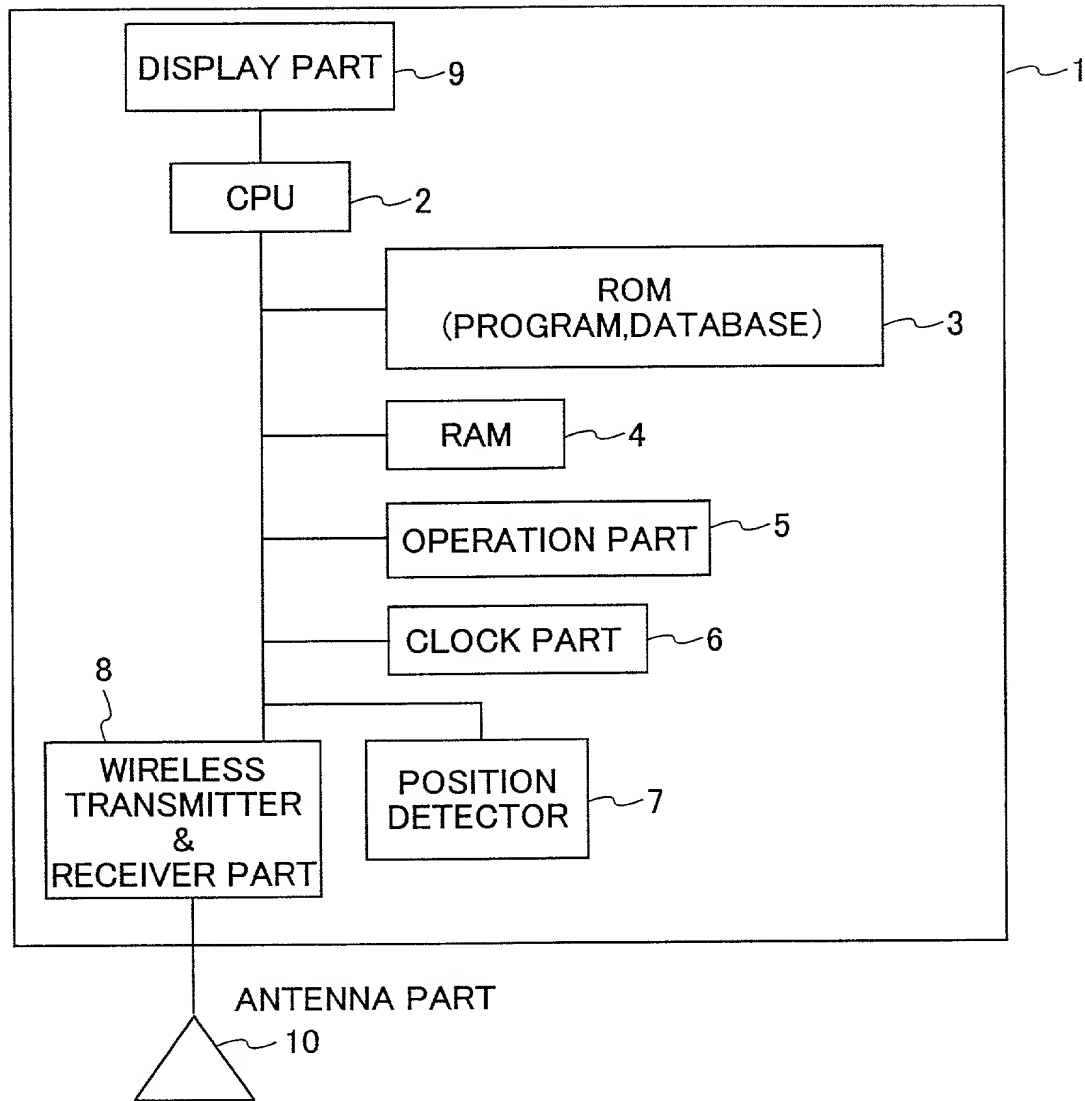 DISPLAY PART
9
1
CPU
2
ROM
(PROGRAM,DATABASE)
3
RAM
4
OPERATION PART
5
CLOCK PART
6
8
WIRELESS
TRANSMITTER
&
RECEIVER PART
POSITION
DETECTOR
7
ANTENNA PART
10